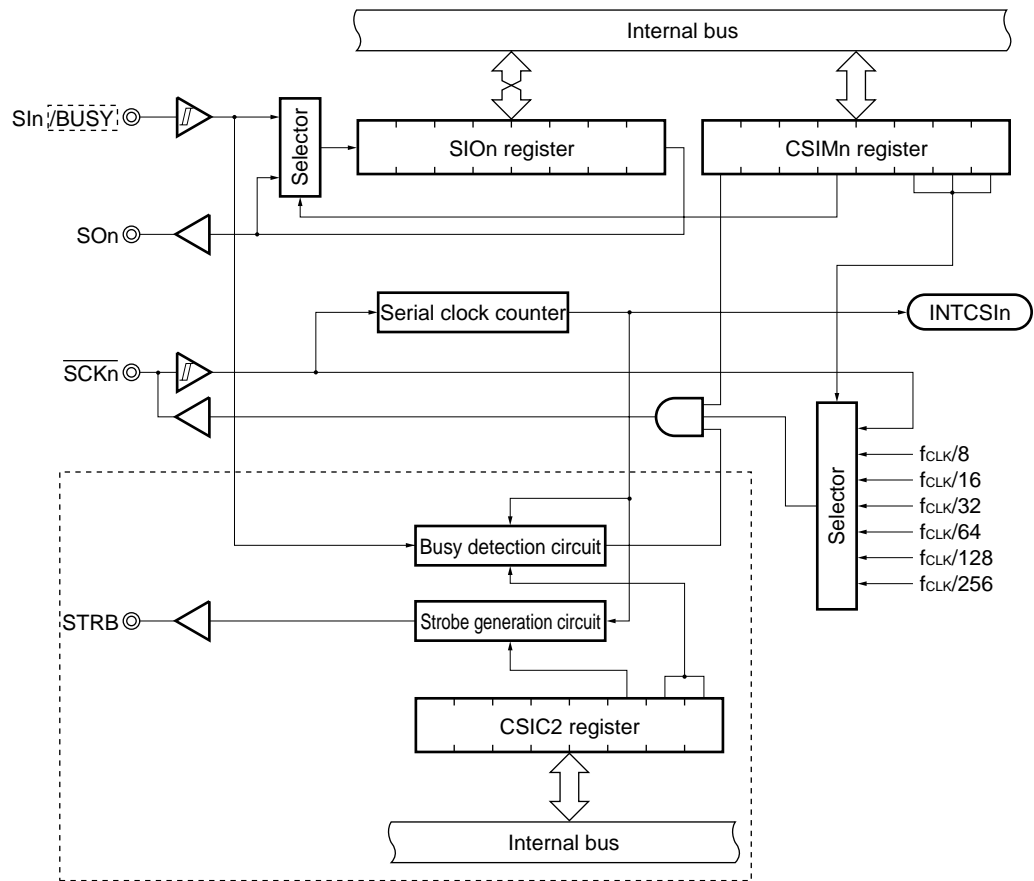 Internal bus
SIn/BUSY
Selector
SIOn register
CSIMn register
SOn
Serial clock counter
INTCSIn
SCKn
Selector
fCLK/8
fCLK/16
fCLK/32
fCLK/64
fCLK/128
fCLK/256
Busy detection circuit
STRB
Strobe generation circuit
CSIC2 register
Internal bus